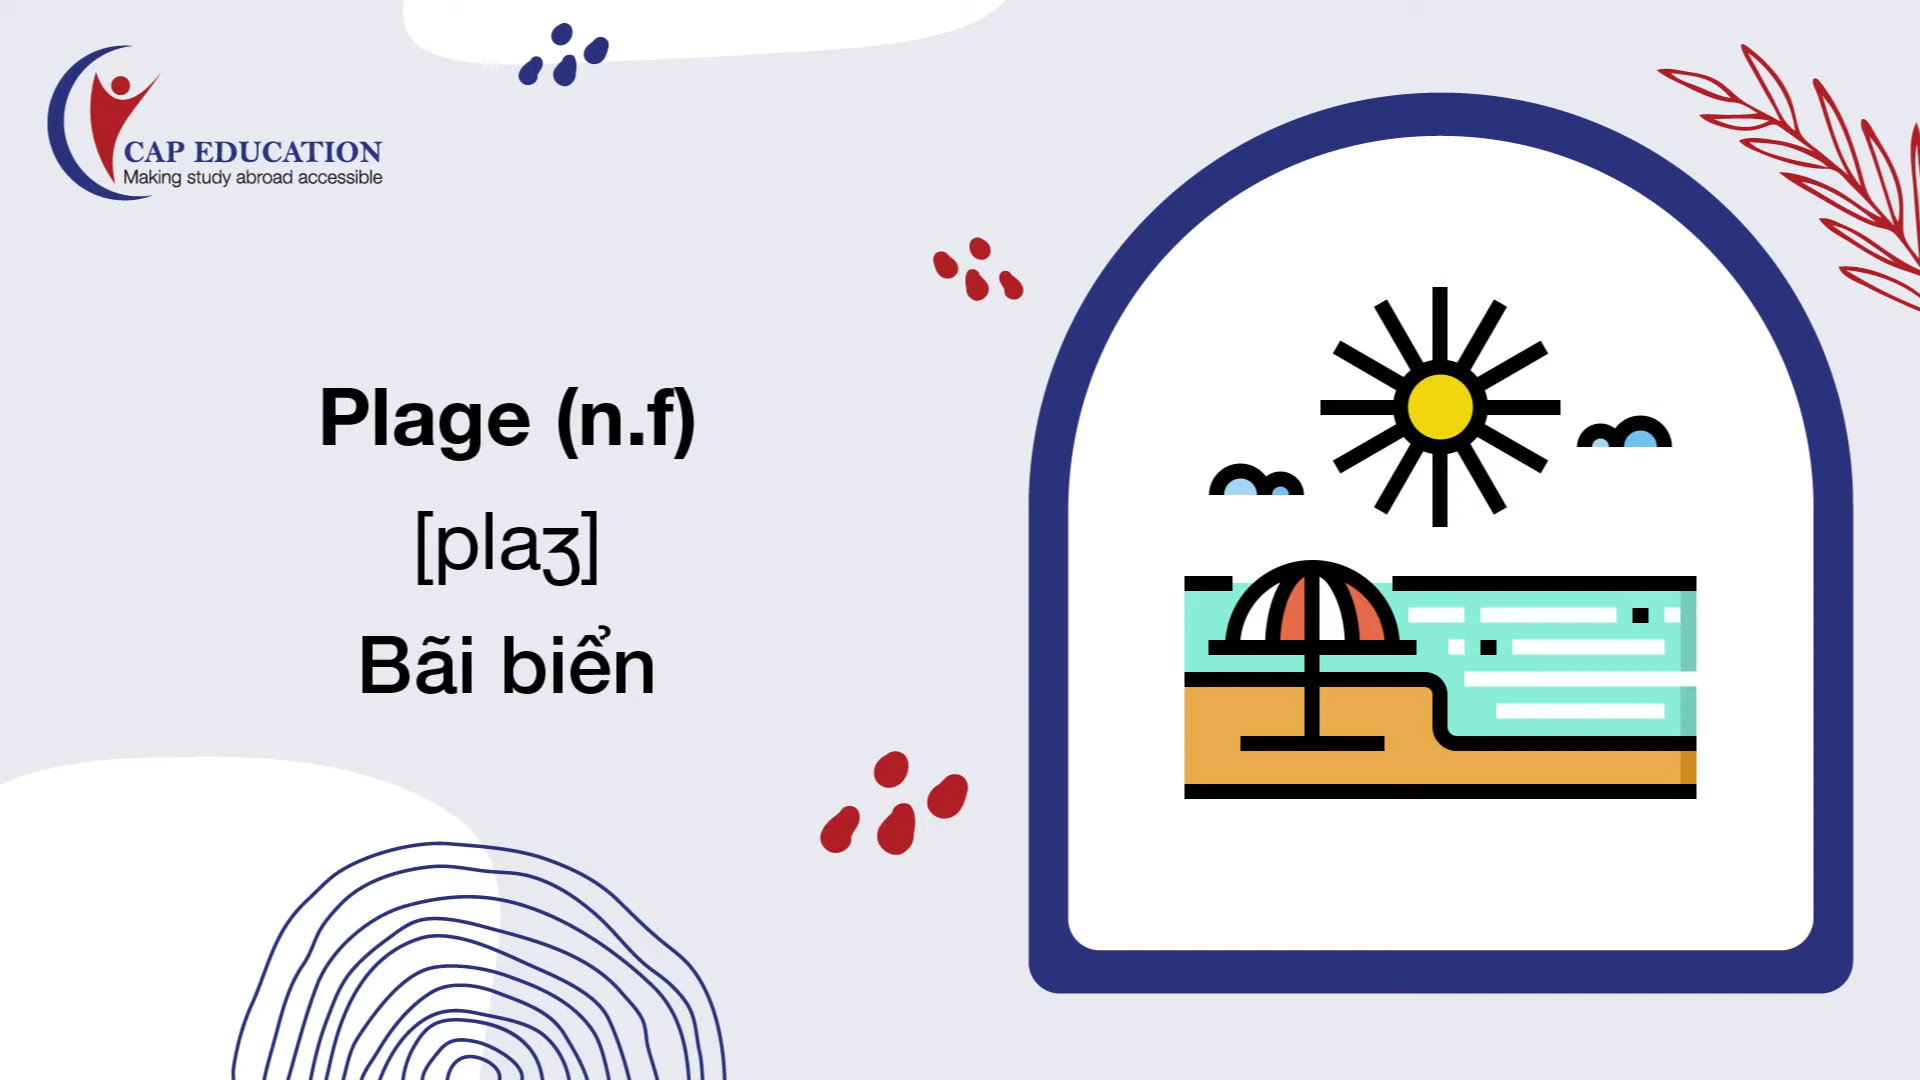 CAP EDUCATION
Making study abroad accessible
Plage (n.f)
[plaʒ]
Bãi biển